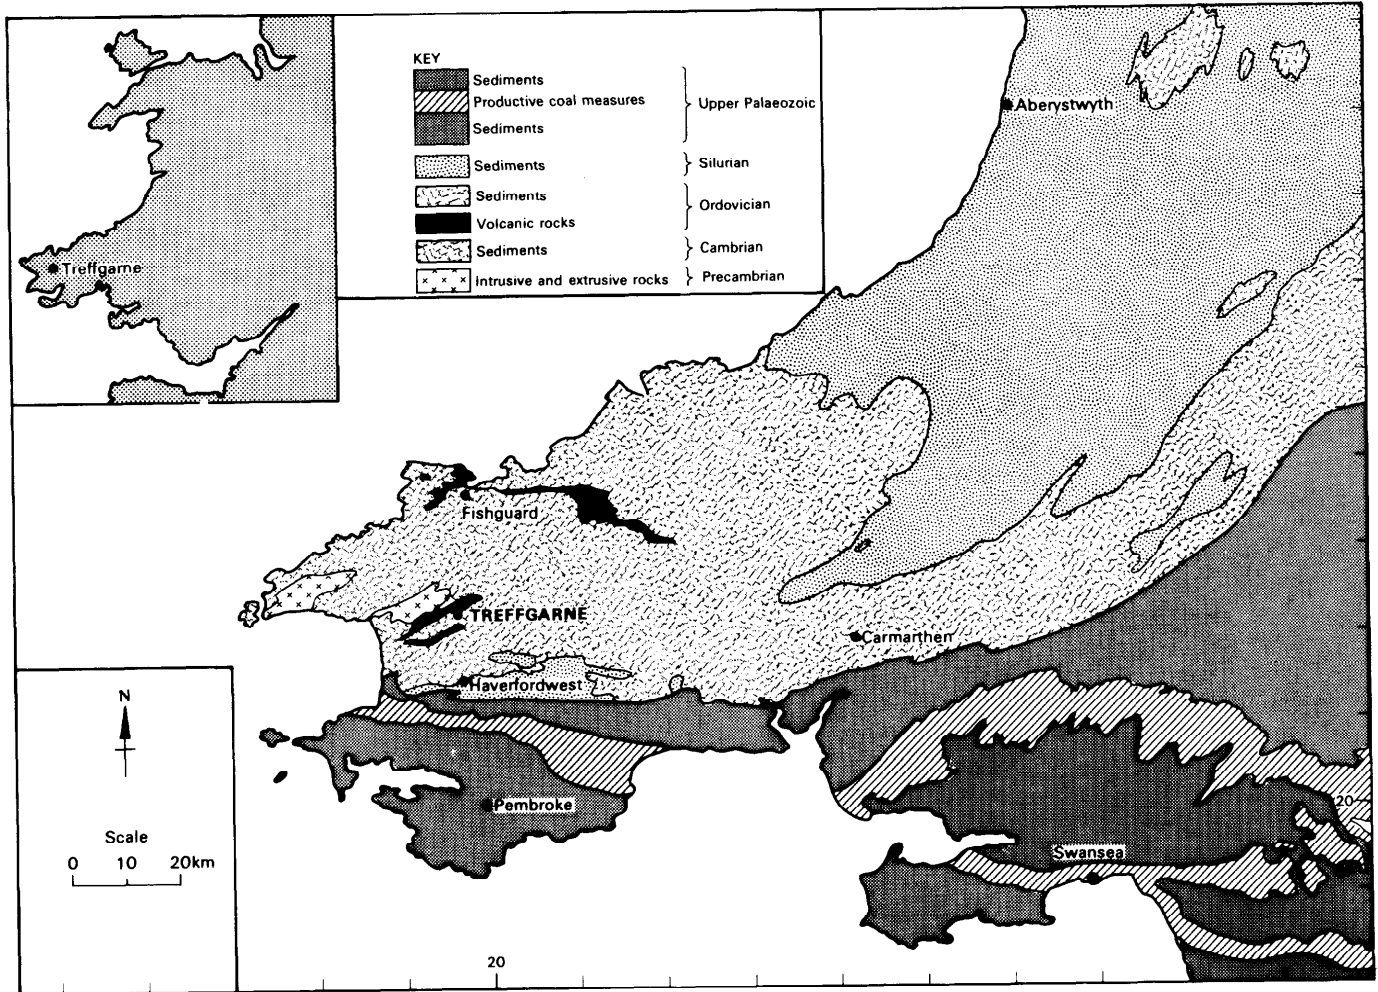 KEY
Sediments
Productive coal measures
Sediments
Upper Palaeozoic
Sediments
Silurian
Sediments
Volcanic rocks
Ordovician
Sediments
Cambrian
Intrusive and extrusive rocks
Precambrian
Treffgarne
Aberystwyth
Fishguard
TREFFGARNE
Carmarthen
Haverfordwest
Pembroke
Swansea
N
Scale
0 10 20km
20
20